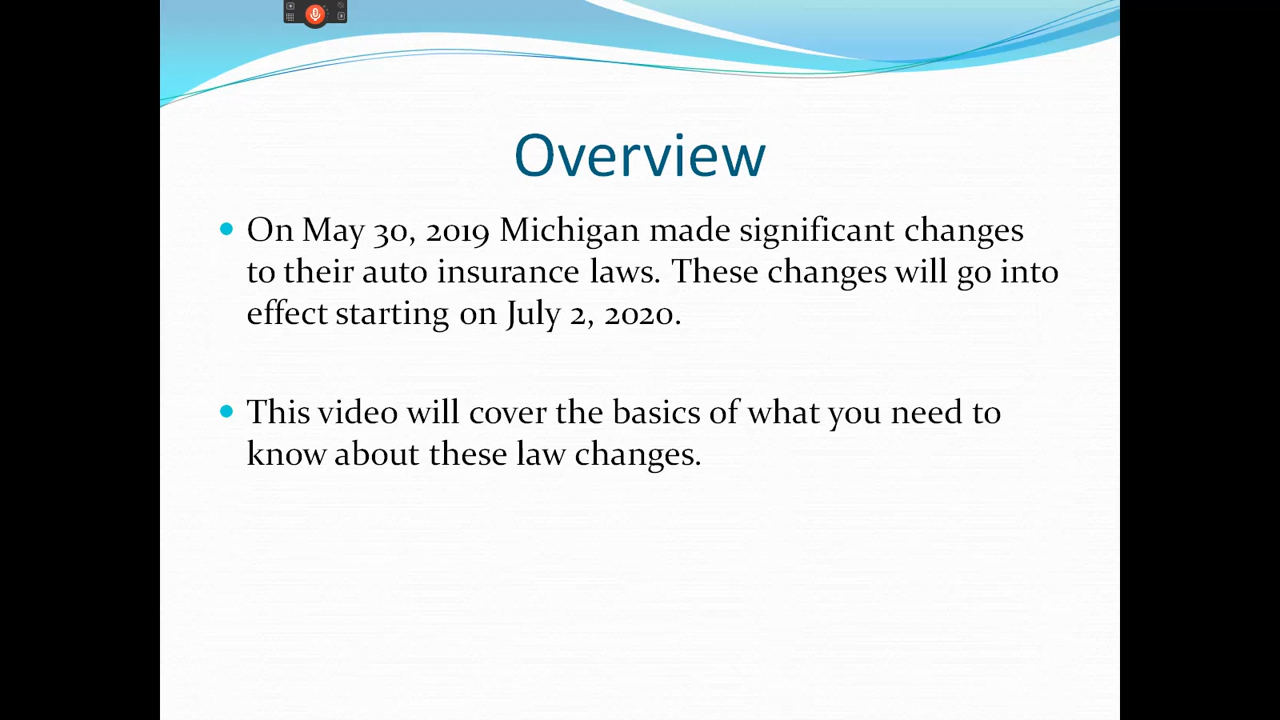 Overview
• On May 30, 2019 Michigan made significant changes
to their auto insurance laws. These changes will go into
effect starting on July 2, 2020.
• This video will cover the basics of what you need to
know about these law changes.